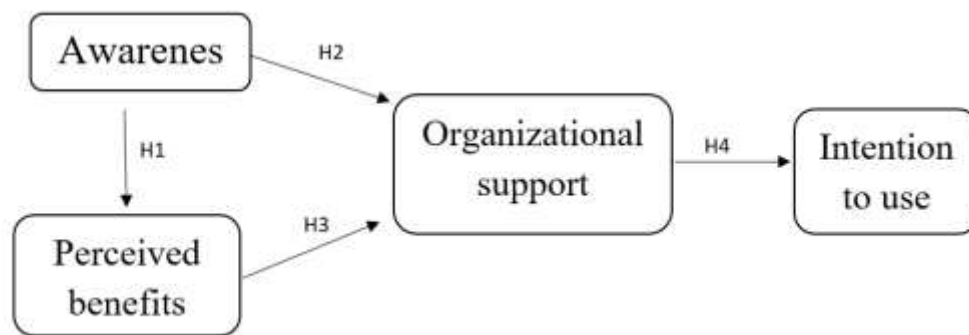 Awarenes
H2
Organizational
support
H4
Intention
to use
H1
Perceived
benefits
H3